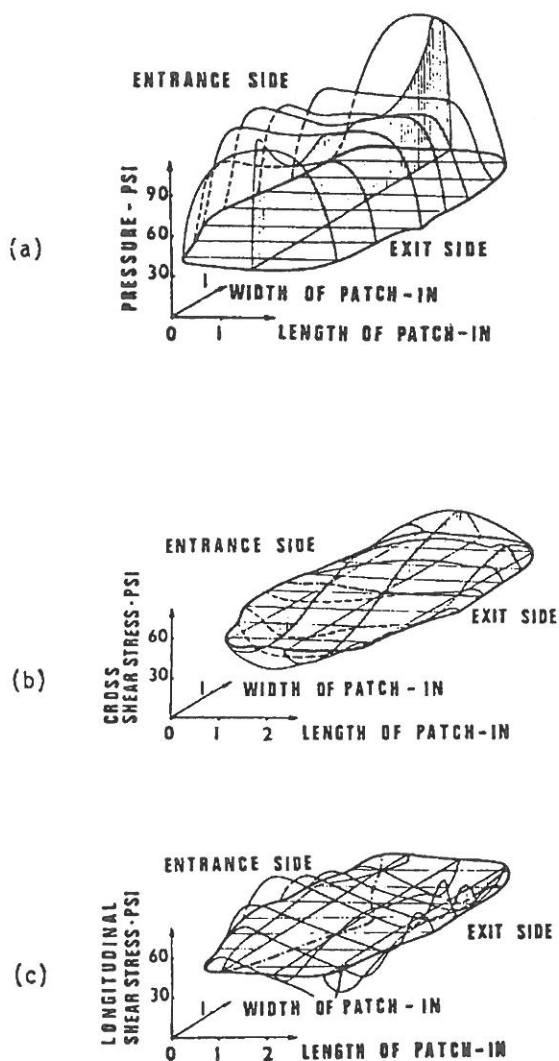 (a)
ENTRANCE SIDE
PRESSURE - PSI
90
60
30
EXIT SIDE
1
WIDTH OF PATCH-IN
0 1 LENGTH OF PATCH-IN
(b)
ENTRANCE SIDE
CROSS
SHEAR STRESS·PSI
60
30
EXIT SIDE
1
WIDTH OF PATCH-IN
0 1 2 LENGTH OF PATCH-IN
(c)
ENTRANCE SIDE
LONGITUDINAL
SHEAR STRESS·PSI
60
30
EXIT SIDE
1
WIDTH OF PATCH-IN
0 1 2 LENGTH OF PATCH-IN